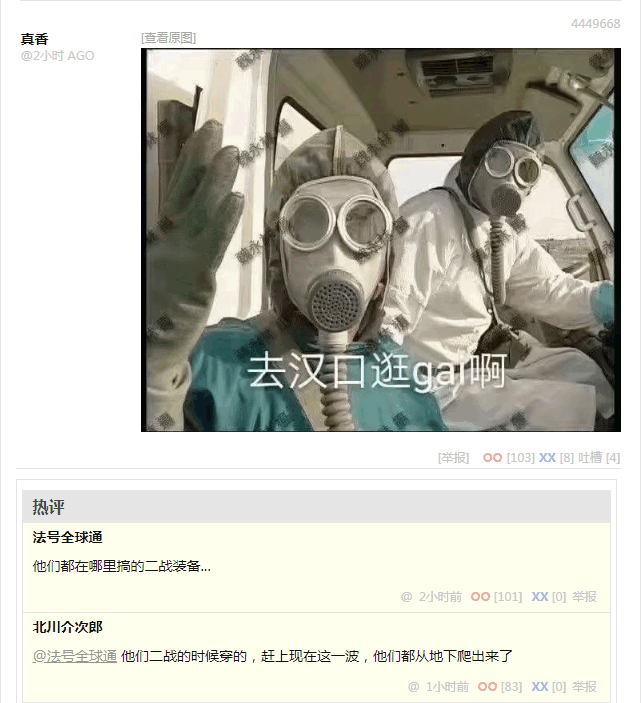 4449668
真香
@2小时 AGO
[查看原图]
去汉口逛gai啊
[举报] OO [103] XX [8] 吐槽 [4]
热评
法号全球通
他们都在哪里搞的二战装备...
@ 2小时前 OO [101] XX [0] 举报
北川介次郎
@法号全球通 他们二战的时候穿的，赶上现在这一波，他们都从地下爬出来了
@ 1小时前 OO [83] XX [0] 举报